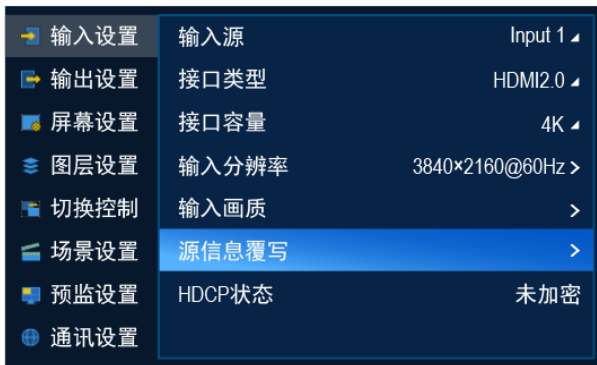 输入设置
输出设置
屏幕设置
图层设置
切换控制
场景设置
预监设置
通讯设置
输入源 Input 1
接口类型 HDMI2.0
接口容量 4K
输入分辨率 3840×2160@60Hz >
输入画质 >
源信息覆写 >
HDCP状态 未加密